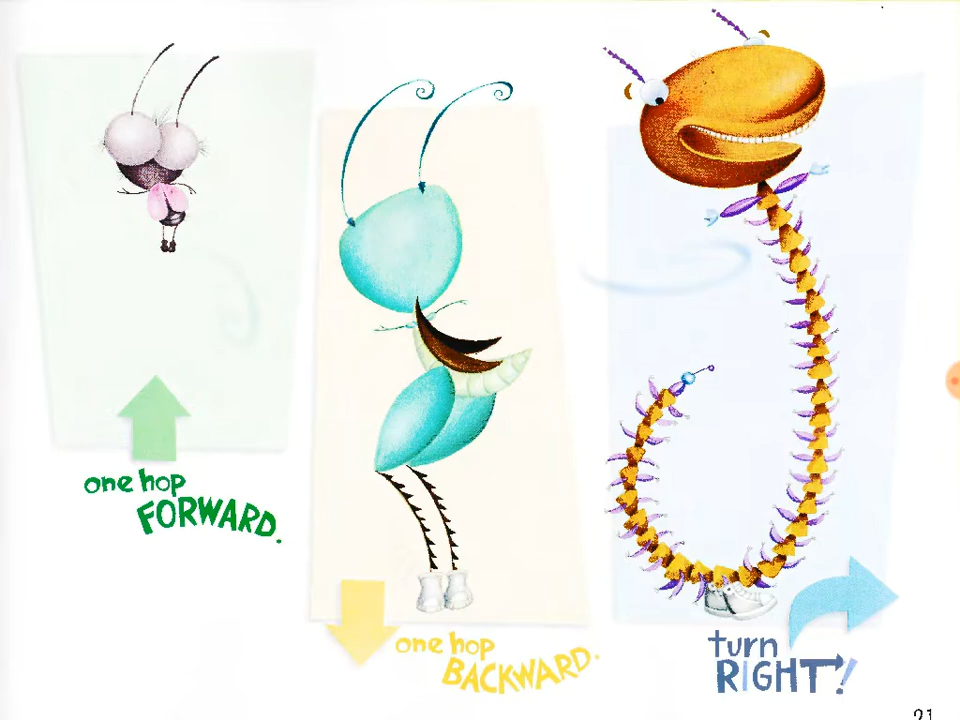 one hop
FORWARD.
one hop
BACKWARD.
turn
RIGHT!
21